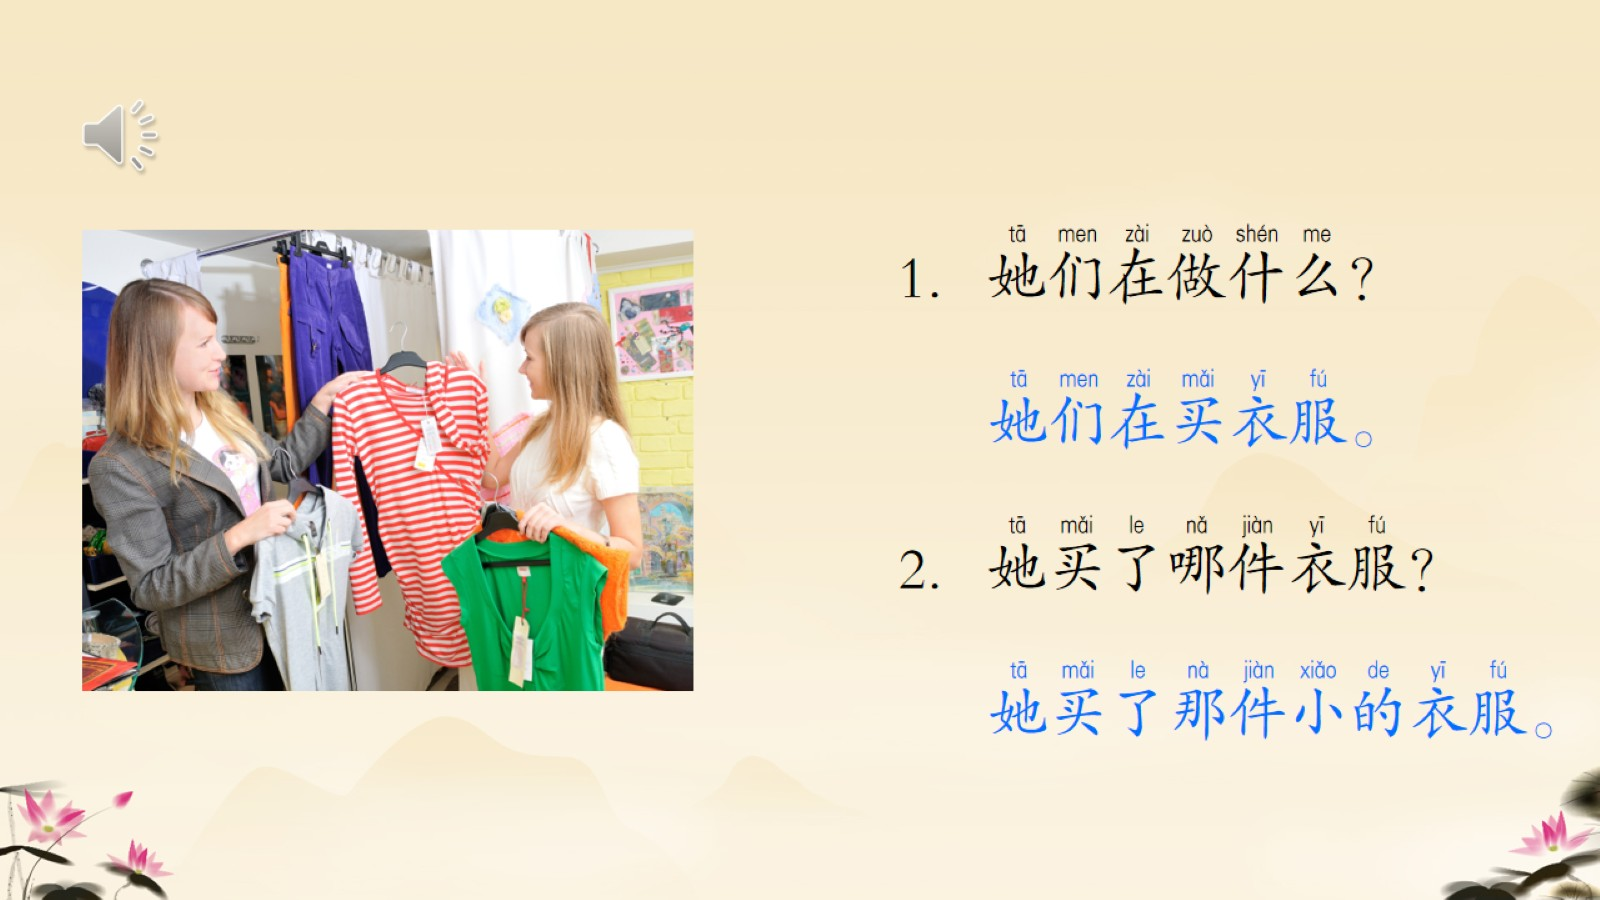 tā men zài zuò shén me
1. 她们在做什么?
tā men zài mǎi yī fú
她们在买衣服。
tā mǎi le nǎ jiàn yī fú
2. 她买了哪件衣服?
tā mǎi le nà jiàn xiǎo de yī fú
她买了那件小的衣服。